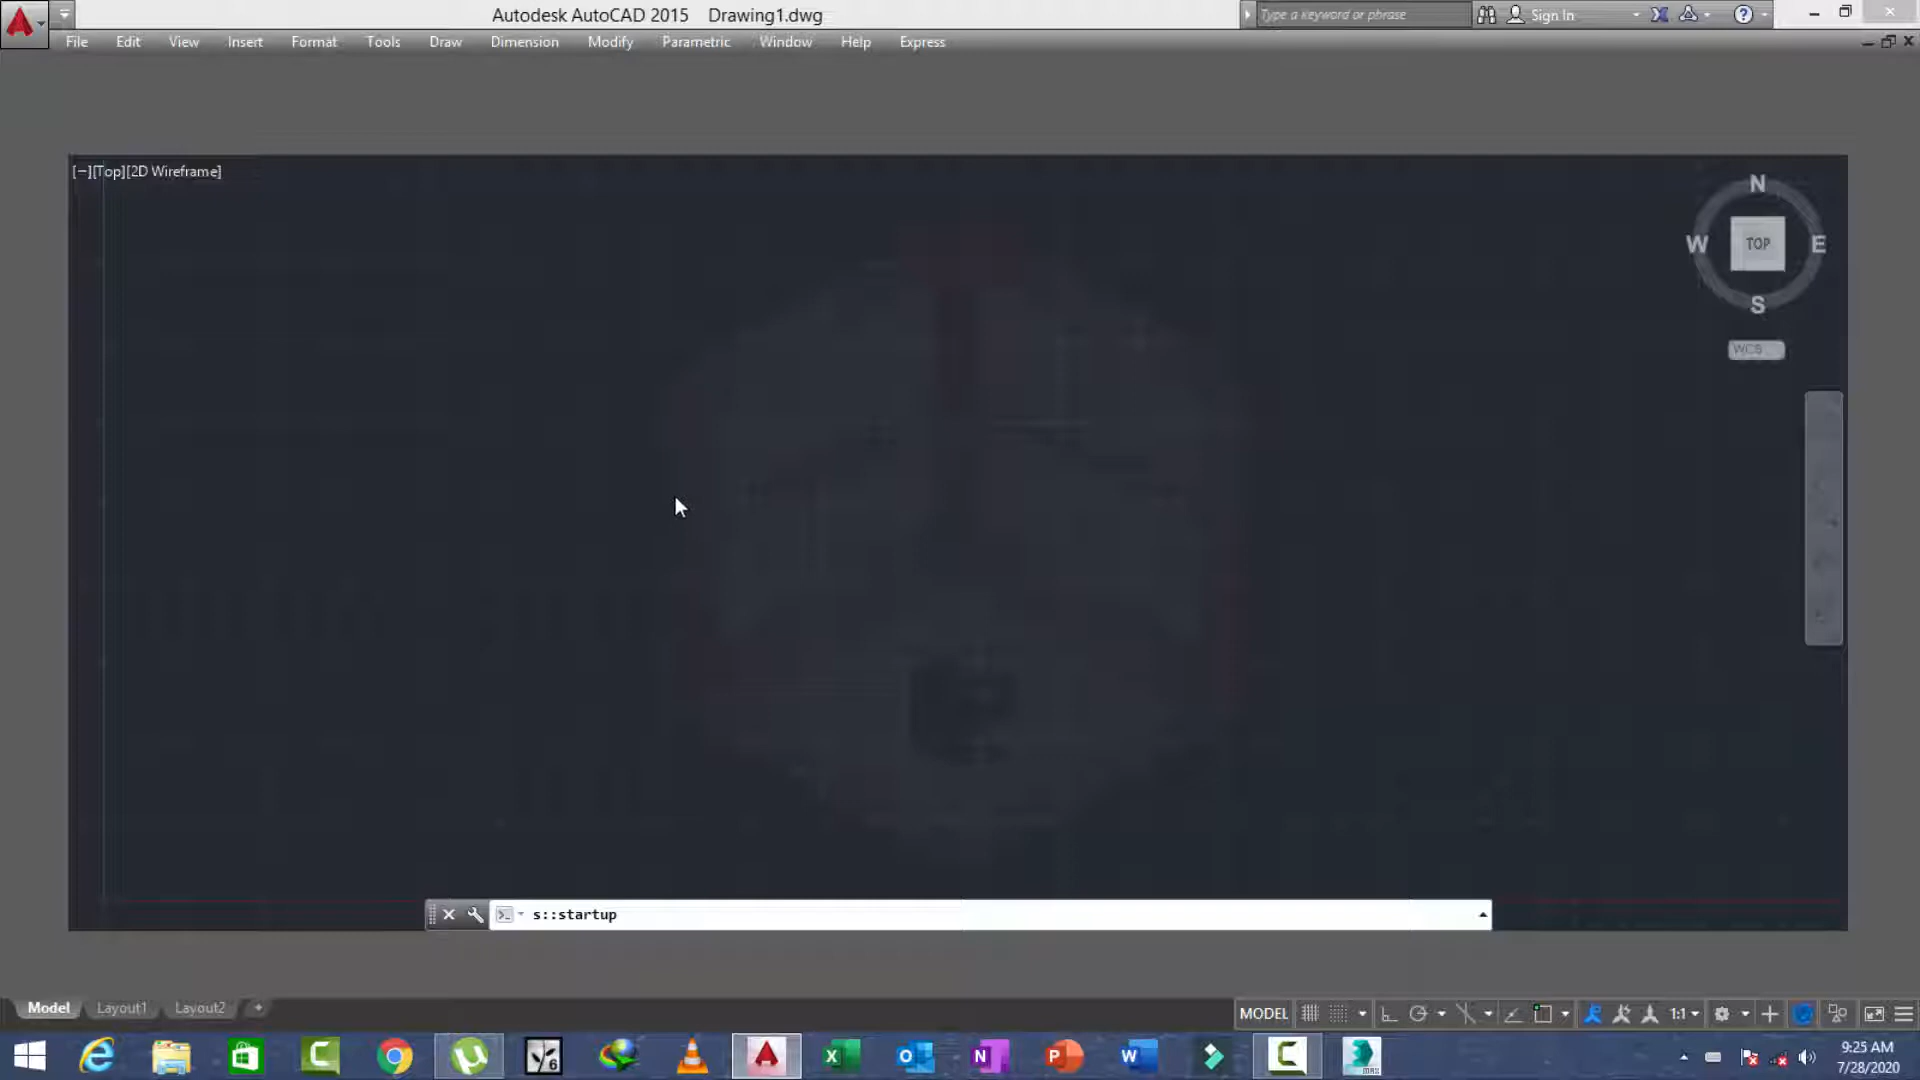 Autodesk AutoCAD 2015 Drawing1.dwg
Type a keyword or phrase
Sign In
File Edit View Insert Format Tools Draw Dimension Modify Parametric Window Help Express
[−][Top][2D Wireframe]
N
W TOP E
S
WCS
s::startup
Model Layout1 Layout2 +
MODEL 1:1
9:25 AM
7/28/2020